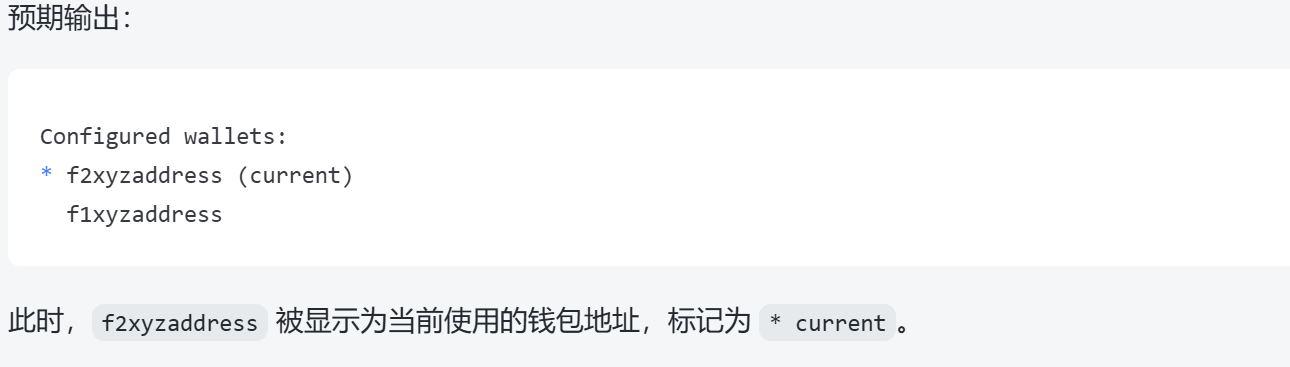 预期输出：
Configured wallets:
* f2xyzaddress (current)
  f1xyzaddress
此时，f2xyzaddress 被显示为当前使用的钱包地址，标记为 * current 。